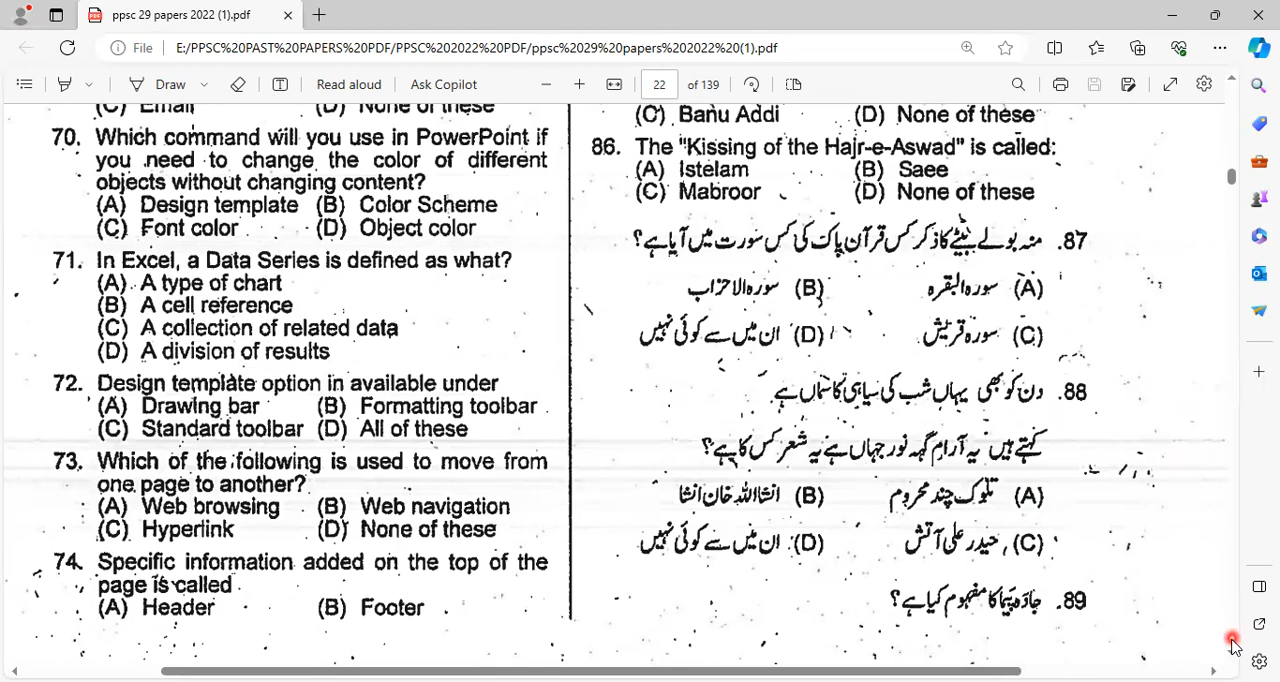 ppsc 29 papers 2022 (1).pdf
File E:/PPSC%20PAST%20PAPERS%20PDF/PPSC%202022%20PDF/ppsc%2029%20papers%202022%20(1).pdf
Draw Read aloud Ask Copilot 22 of 139
(C) Email (D) None of these
70. Which command will you use in PowerPoint if
you need to change the color of different
objects without changing content?
(A) Design template (B) Color Scheme
(C) Font color (D) Object color
71. In Excel, a Data Series is defined as what?
(A) A type of chart
(B) A cell reference
(C) A collection of related data
(D) A division of results
72. Design template option in available under
(A) Drawing bar (B) Formatting toolbar
(C) Standard toolbar (D) All of these
73. Which of the following is used to move from
one page to another?
(A) Web browsing (B) Web navigation
(C) Hyperlink (D) None of these
74. Specific information added on the top of the
page is called
(A) Header (B) Footer
(C) Banu Addi (D) None of these
86. The "Kissing of the Hajr-e-Aswad" is called:
(A) Istelam (B) Saee
(C) Mabroor (D) None of these
87. منہ بولے بیٹے کا ذکر کس قرآن پاک کی کس سورت میں آیا ہے؟
(A) سورہ البقرہ (B) سورہ الاحزاب
(C) سورہ قریش (D) ان میں سے کوئی نہیں
88. دن کو بھی یہاں شب کی سیاہی کا سماں ہے
کہتے ہیں یہ آرام گہہ نور جہاں ہے یہ شعر کس کا ہے؟
(A) تلوک چند محروم (B) انشا اللہ خان انشا
(C) حیدر علی آتش (D) ان میں سے کوئی نہیں
89. جادہ پیما کا مفہوم کیا ہے؟